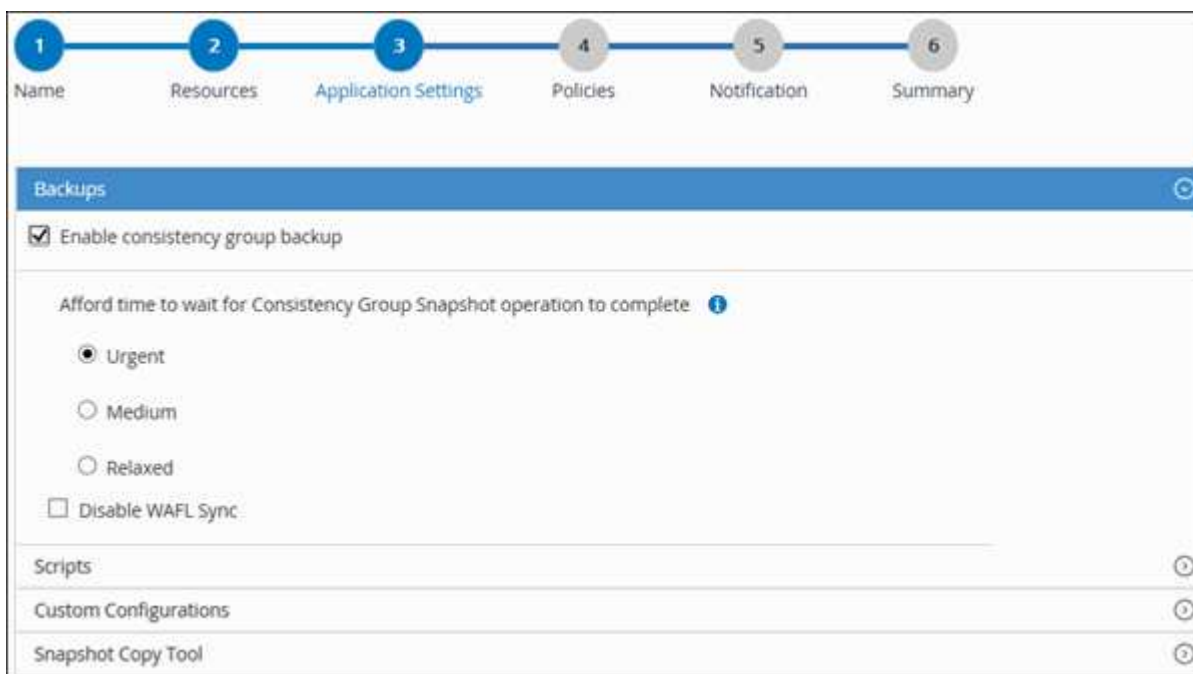 1 2 3 4 5 6
Name Resources Application Settings Policies Notification Summary
Backups
Enable consistency group backup
Afford time to wait for Consistency Group Snapshot operation to complete
Urgent
Medium
Relaxed
Disable WAFL Sync
Scripts
Custom Configurations
Snapshot Copy Tool